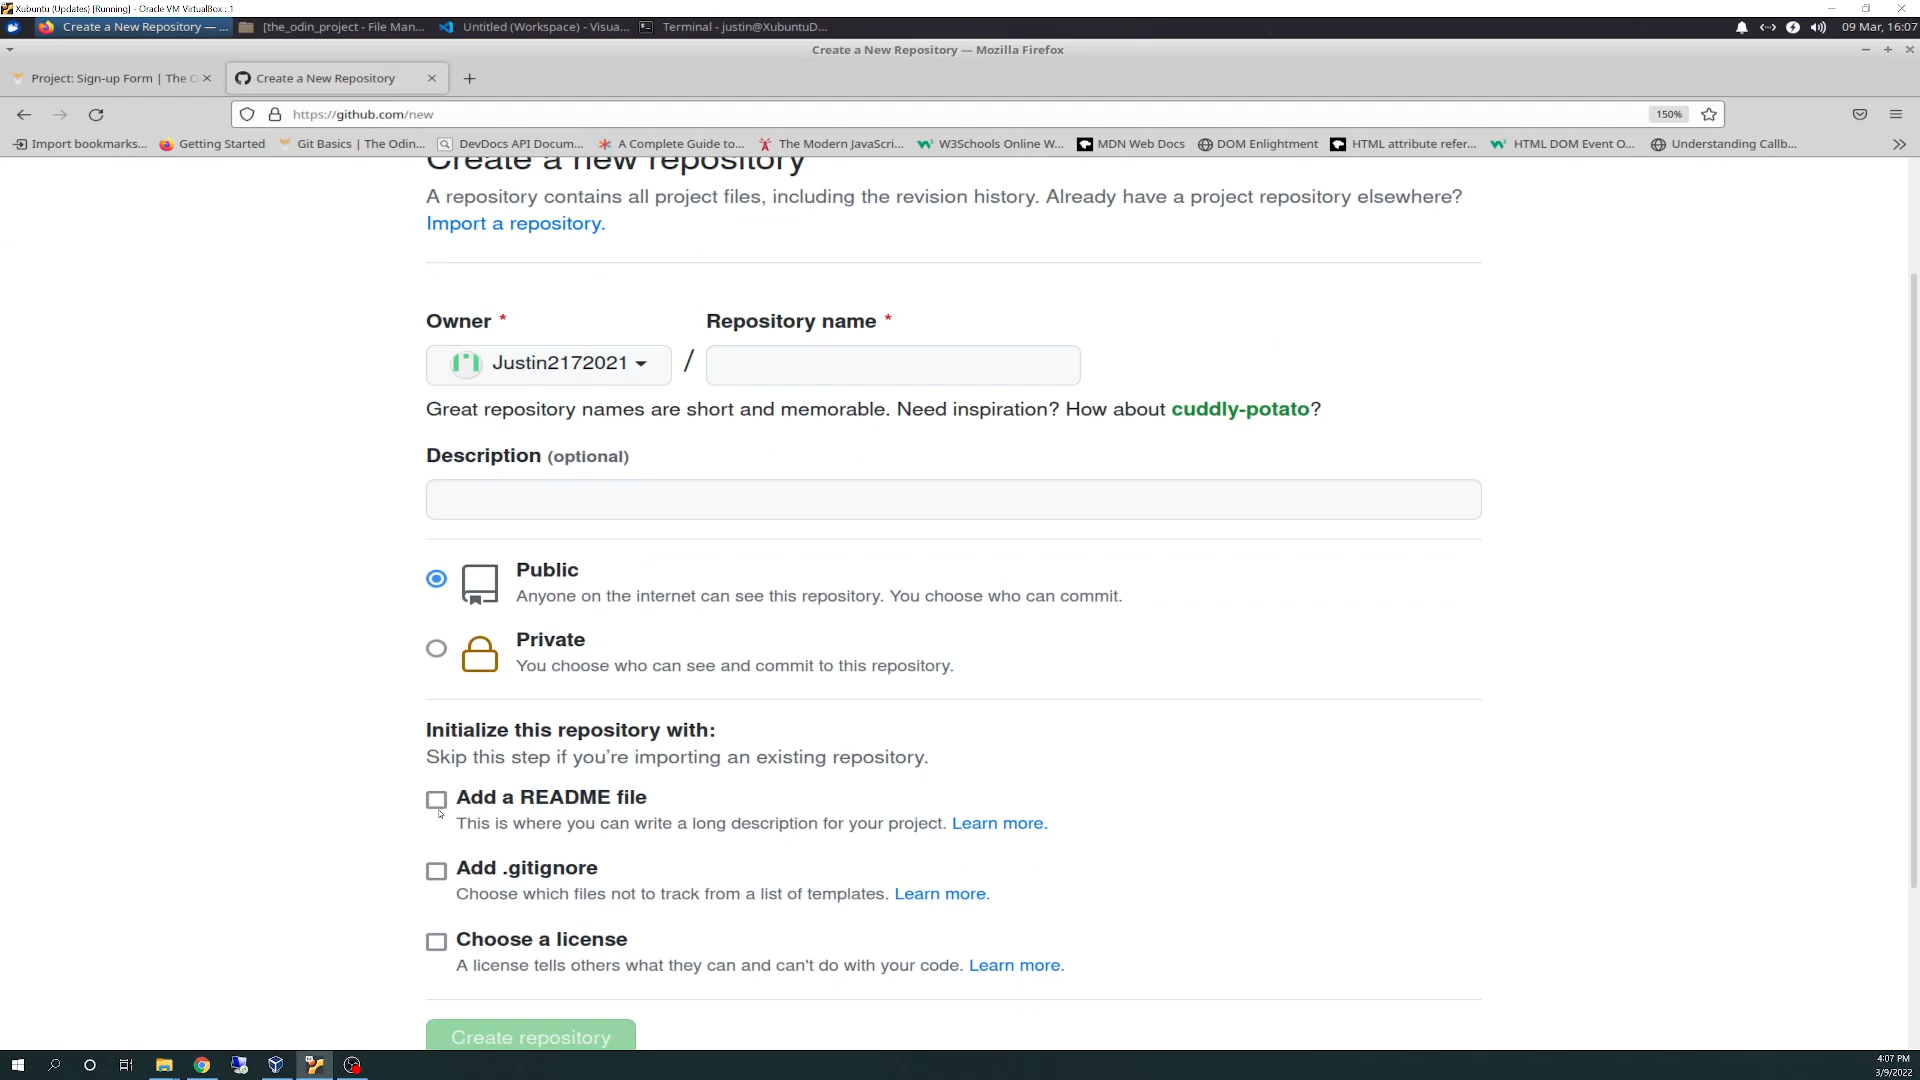 Xubuntu (Updates) [Running] - Oracle VM VirtualBox : 1
Create a New Repository — ...
[the_odin_project - File Man...
Untitled (Workspace) - Visua...
Terminal - justin@XubuntuD...
09 Mar, 16:07
Create a New Repository — Mozilla Firefox
Project: Sign-up Form | The O
Create a New Repository
https://github.com/new
150%
Import bookmarks...
Getting Started
Git Basics | The Odin...
DevDocs API Docum...
A Complete Guide to...
The Modern JavaScri...
W3Schools Online W...
MDN Web Docs
DOM Enlightment
HTML attribute refer...
HTML DOM Event O...
Understanding Callb...
Create a new repository
A repository contains all project files, including the revision history. Already have a project repository elsewhere?
Import a repository.
Owner *
Repository name *
Justin2172021
/
Great repository names are short and memorable. Need inspiration? How about cuddly-potato?
Description (optional)
Public
Anyone on the internet can see this repository. You choose who can commit.
Private
You choose who can see and commit to this repository.
Initialize this repository with:
Skip this step if you’re importing an existing repository.
Add a README file
This is where you can write a long description for your project. Learn more.
Add .gitignore
Choose which files not to track from a list of templates. Learn more.
Choose a license
A license tells others what they can and can't do with your code. Learn more.
Create repository
4:07 PM
3/9/2022